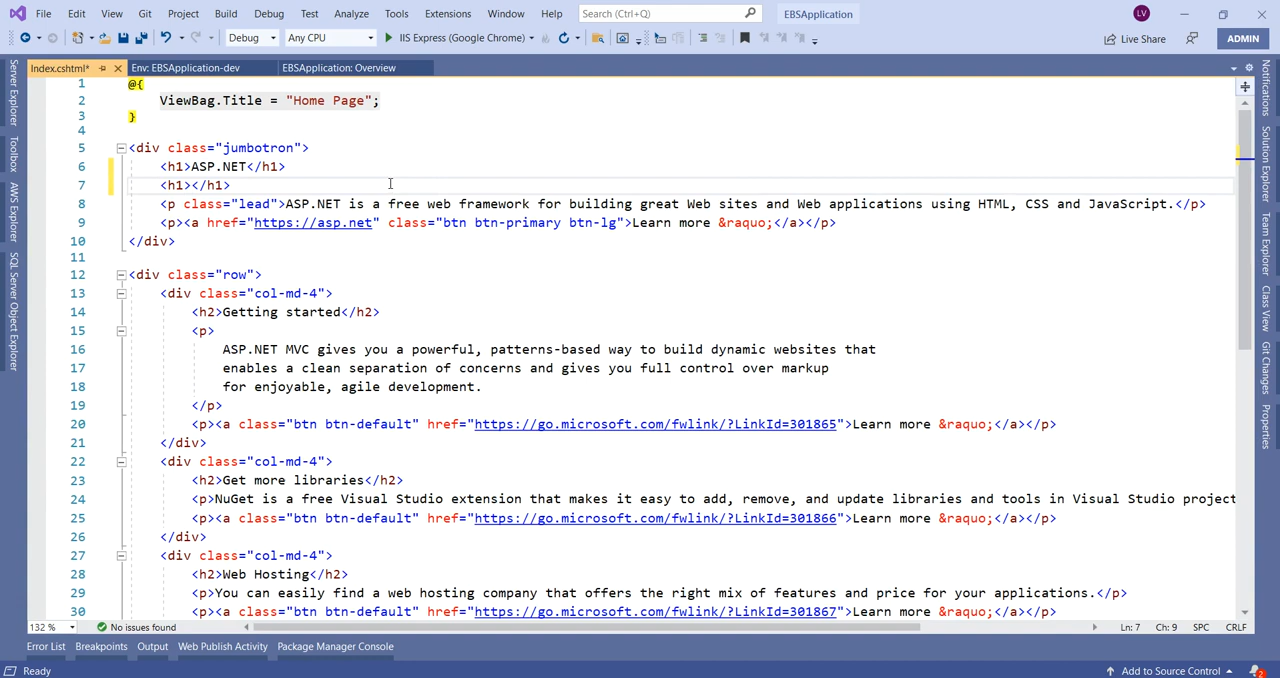 File Edit View Git Project Build Debug Test Analyze Tools Extensions Window Help Search (Ctrl+Q) EBSApplication LV
Debug Any CPU IIS Express (Google Chrome) Live Share ADMIN
Index.cshtml* Env: EBSApplication-dev EBSApplication: Overview
Server Explorer
Toolbox
AWS Explorer
SQL Server Object Explorer
1 @{
2 ViewBag.Title = "Home Page";
3 }
4
5 <div class="jumbotron">
6 <h1>ASP.NET</h1>
7 <h1></h1>
8 <p class="lead">ASP.NET is a free web framework for building great Web sites and Web applications using HTML, CSS and JavaScript.</p>
9 <p><a href="https://asp.net" class="btn btn-primary btn-lg">Learn more &raquo;</a></p>
10 </div>
11
12 <div class="row">
13 <div class="col-md-4">
14 <h2>Getting started</h2>
15 <p>
16 ASP.NET MVC gives you a powerful, patterns-based way to build dynamic websites that
17 enables a clean separation of concerns and gives you full control over markup
18 for enjoyable, agile development.
19 </p>
20 <p><a class="btn btn-default" href="https://go.microsoft.com/fwlink/?LinkId=301865">Learn more &raquo;</a></p>
21 </div>
22 <div class="col-md-4">
23 <h2>Get more libraries</h2>
24 <p>NuGet is a free Visual Studio extension that makes it easy to add, remove, and update libraries and tools in Visual Studio project
25 <p><a class="btn btn-default" href="https://go.microsoft.com/fwlink/?LinkId=301866">Learn more &raquo;</a></p>
26 </div>
27 <div class="col-md-4">
28 <h2>Web Hosting</h2>
29 <p>You can easily find a web hosting company that offers the right mix of features and price for your applications.</p>
30 <p><a class="btn btn-default" href="https://go.microsoft.com/fwlink/?LinkId=301867">Learn more &raquo;</a></p>
Notifications
Solution Explorer
Team Explorer
Class View
Git Changes
Properties
132 % No issues found Ln: 7 Ch: 9 SPC CRLF
Error List Breakpoints Output Web Publish Activity Package Manager Console
Ready Add to Source Control 2